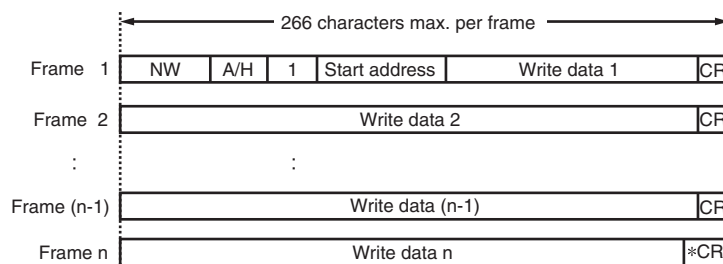 266 characters max. per frame
Frame 1 NW A/H 1 Start address Write data 1 CR
Frame 2 Write data 2 CR
: :
Frame (n-1) Write data (n-1) CR
Frame n Write data n *CR